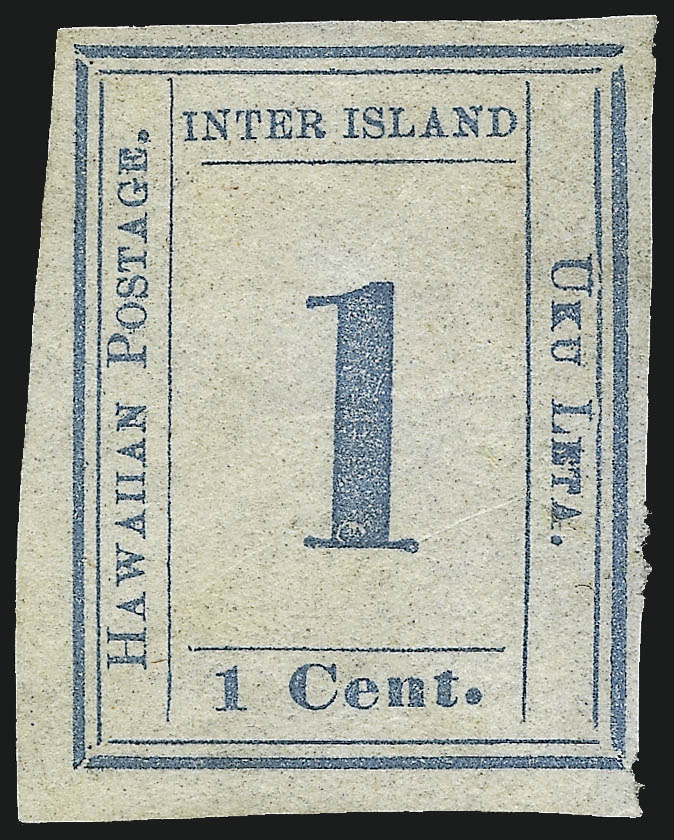 INTER ISLAND
HAWAIIAN POSTAGE.
1
UKU LETA.
1 Cent.